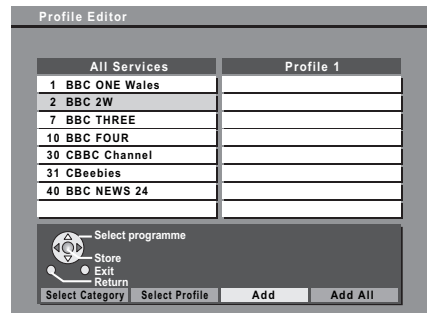 Profile Editor
All Services Profile 1
1 BBC ONE Wales
2 BBC 2W
7 BBC THREE
10 BBC FOUR
30 CBBC Channel
31 CBeebies
40 BBC NEWS 24
Select programme
Store
Exit
Return
Select Category Select Profile Add Add All